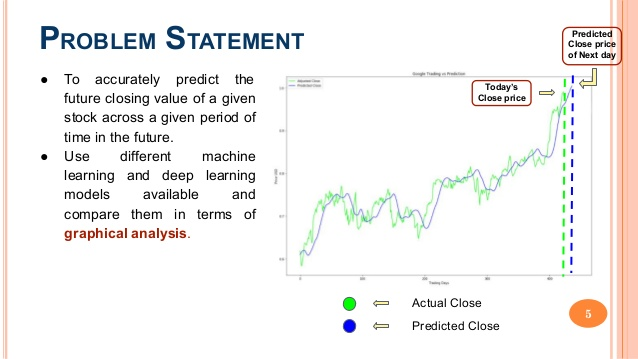 PROBLEM STATEMENT
● To accurately predict the
future closing value of a given
stock across a given period of
time in the future.
● Use different machine
learning and deep learning
models available and
compare them in terms of
graphical analysis.
Predicted
Close price
of Next day
Google Trading vs Prediction
Adjusted Close
Predicted Close
Today's
Close price
Trading Days
Actual Close
Predicted Close
5